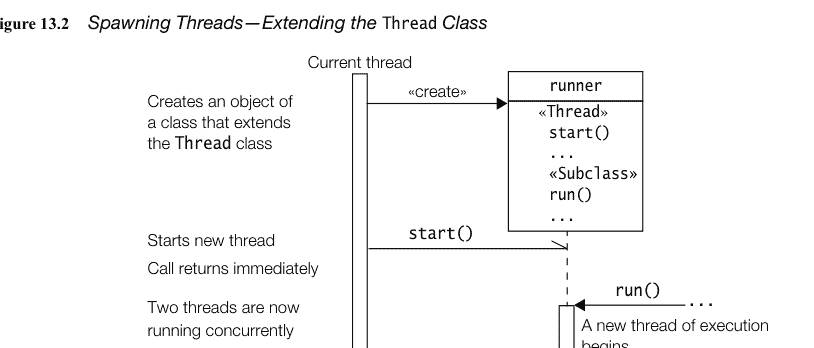 igure 13.2 Spawning Threads—Extending the Thread Class
Current thread
«create»
runner
Creates an object of
a class that extends
the Thread class
«Thread»
start()
...
«Subclass»
run()
...
Starts new thread
start()
Call returns immediately
run()
...
Two threads are now
running concurrently
A new thread of execution
begins